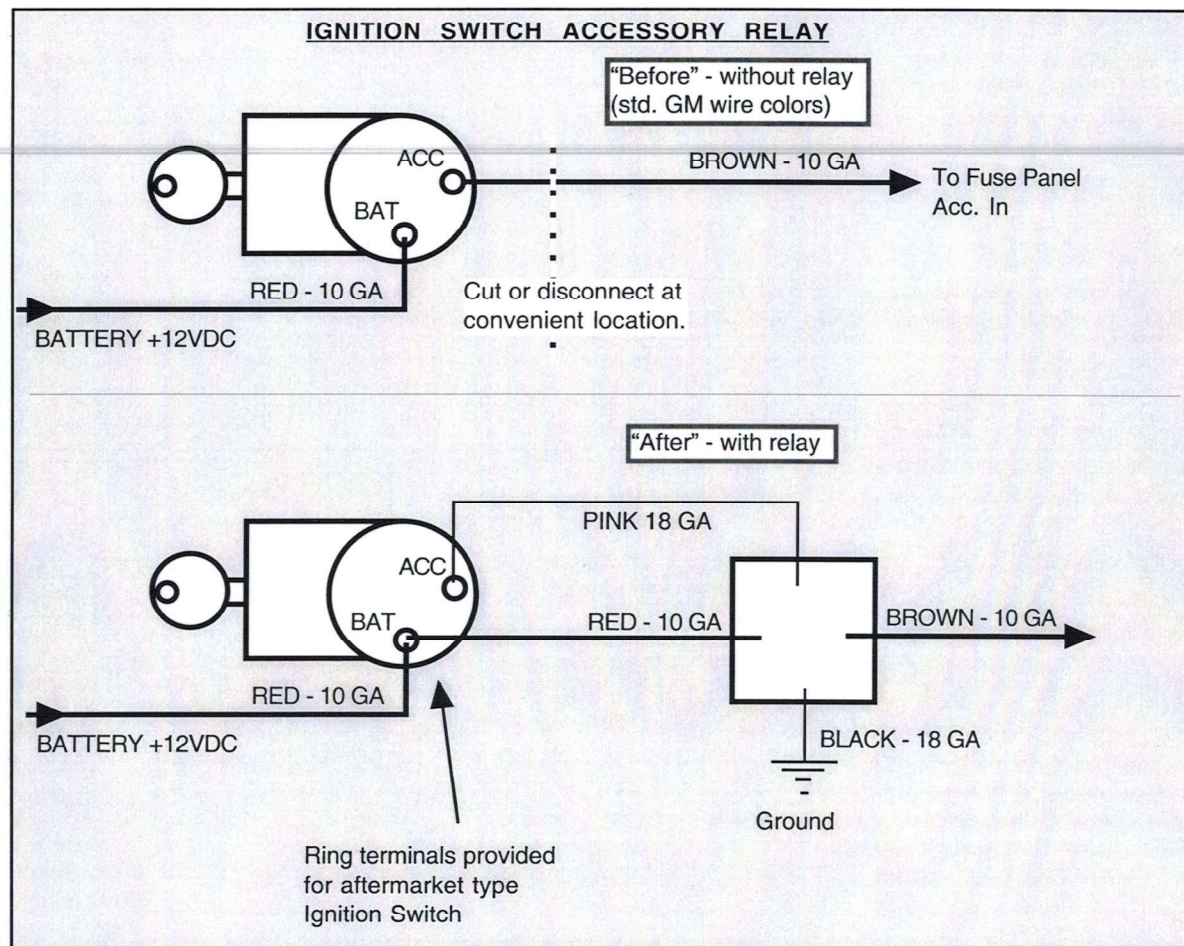 IGNITION SWITCH ACCESSORY RELAY
“Before” - without relay
(std. GM wire colors)
ACC
BROWN - 10 GA
To Fuse Panel
Acc. In
BAT
RED - 10 GA
Cut or disconnect at
convenient location.
BATTERY +12VDC
“After” - with relay
PINK 18 GA
ACC
BAT
RED - 10 GA
BROWN - 10 GA
RED - 10 GA
BATTERY +12VDC
BLACK - 18 GA
Ground
Ring terminals provided
for aftermarket type
Ignition Switch